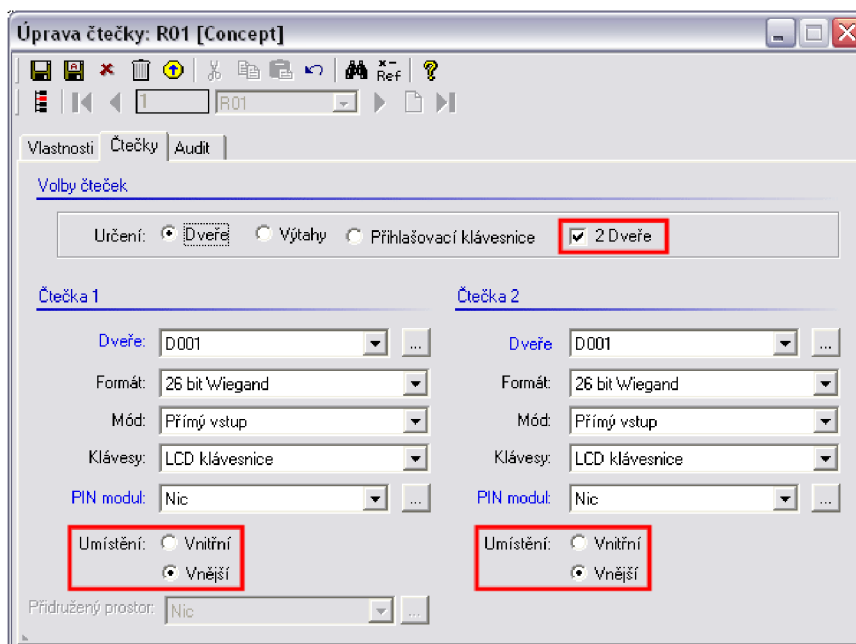 Úprava čtečky: R01 [Concept]
x- Ref
1 R01
Vlastnosti Čtečky Audit
Volby čteček
Určení: Dveře Výtahy Přihlašovací klávesnice 2 Dveře
Čtečka 1 Čtečka 2
Dveře: D001 ... Dveře D001 ...
Formát: 26 bit Wiegand Formát: 26 bit Wiegand
Mód: Přímý vstup Mód: Přímý vstup
Klávesy: LCD klávesnice Klávesy: LCD klávesnice
PIN modul: Nic ... PIN modul: Nic ...
Umístění: Vnitřní Umístění: Vnitřní
Vnější Vnější
Přidružený prostor: Nic ...